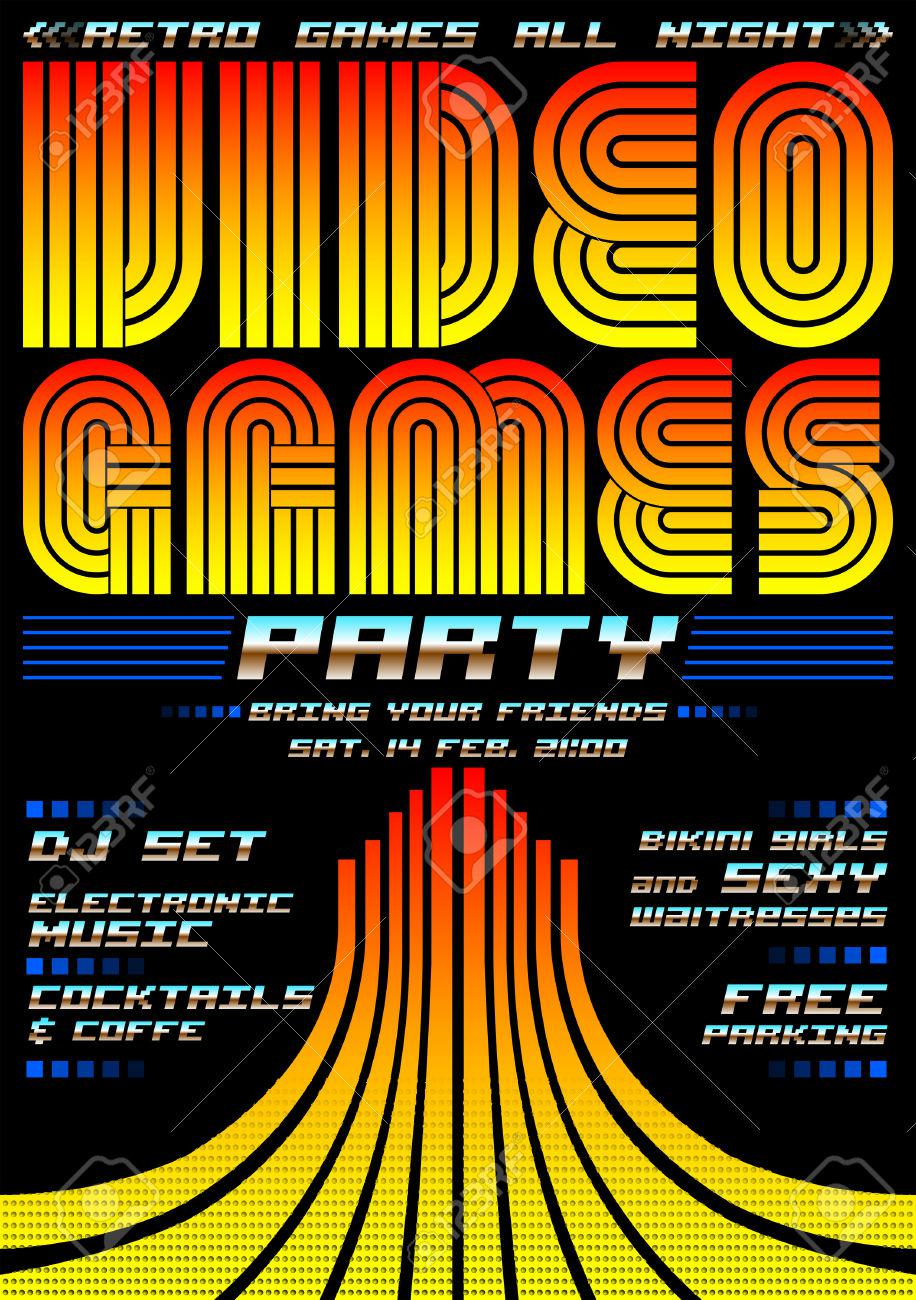 RETRO GAMES ALL NIGHT
VIDEO
GAMES
PARTY
BRING YOUR FRIENDS
SAT. 14 FEB. 21:00
DJ SET
ELECTRONIC
MUSIC
COCKTAILS
& COFFE
BIKINI GIRLS
AND SEXY
WAITRESSES
FREE
PARKING
123RF